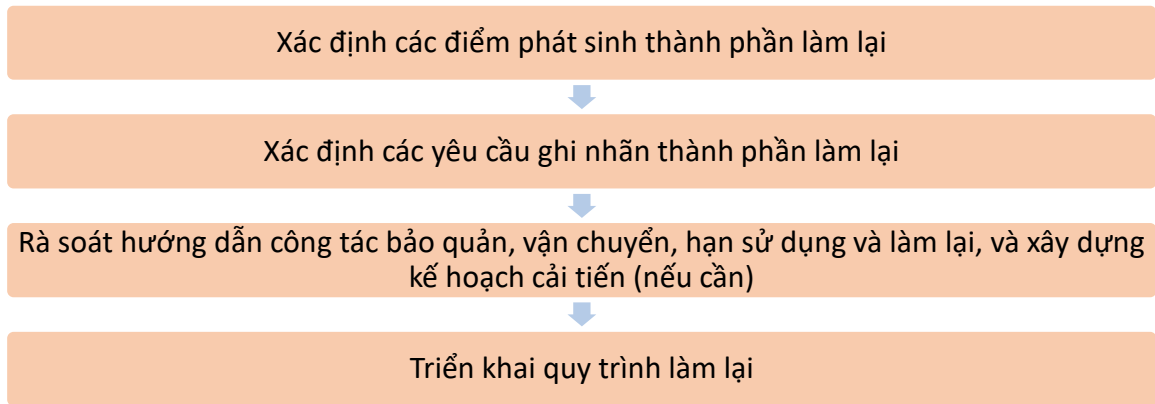 Xác định các điểm phát sinh thành phần làm lại
Xác định các yêu cầu ghi nhãn thành phần làm lại
Rà soát hướng dẫn công tác bảo quản, vận chuyển, hạn sử dụng và làm lại, và xây dựng
kế hoạch cải tiến (nếu cần)
Triển khai quy trình làm lại